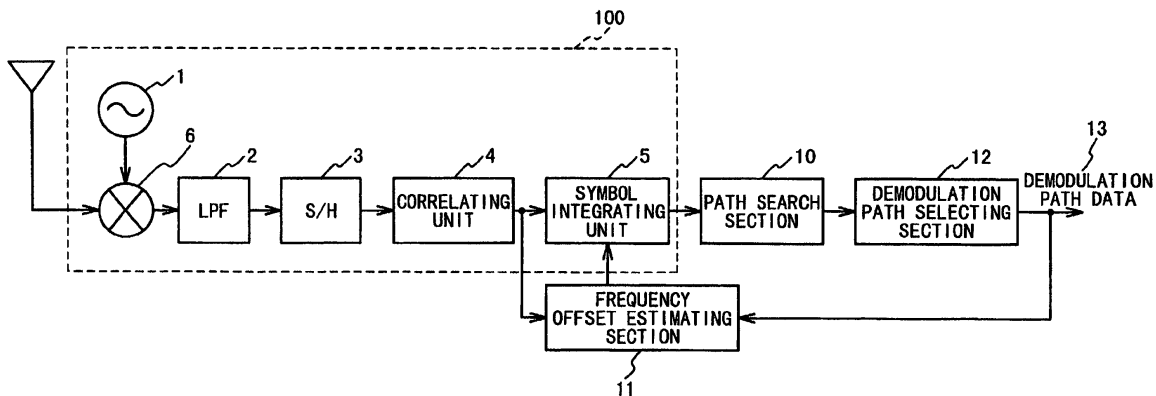 100
1
6
2
3
4
5
10
12
13
LPF
S/H
CORRELATING
UNIT
SYMBOL
INTEGRATING
UNIT
PATH SEARCH
SECTION
DEMODULATION
PATH SELECTING
SECTION
DEMODULATION
PATH DATA
FREQUENCY
OFFSET ESTIMATING
SECTION
11